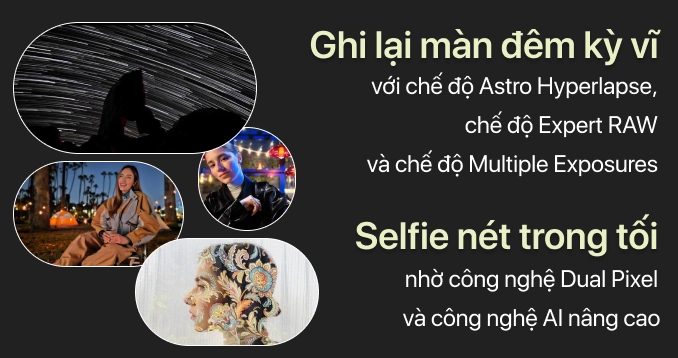 Ghi lại màn đêm kỳ vĩ
với chế độ Astro Hyperlapse,
chế độ Expert RAW
và chế độ Multiple Exposures
Selfie nét trong tối
nhờ công nghệ Dual Pixel
và công nghệ AI nâng cao